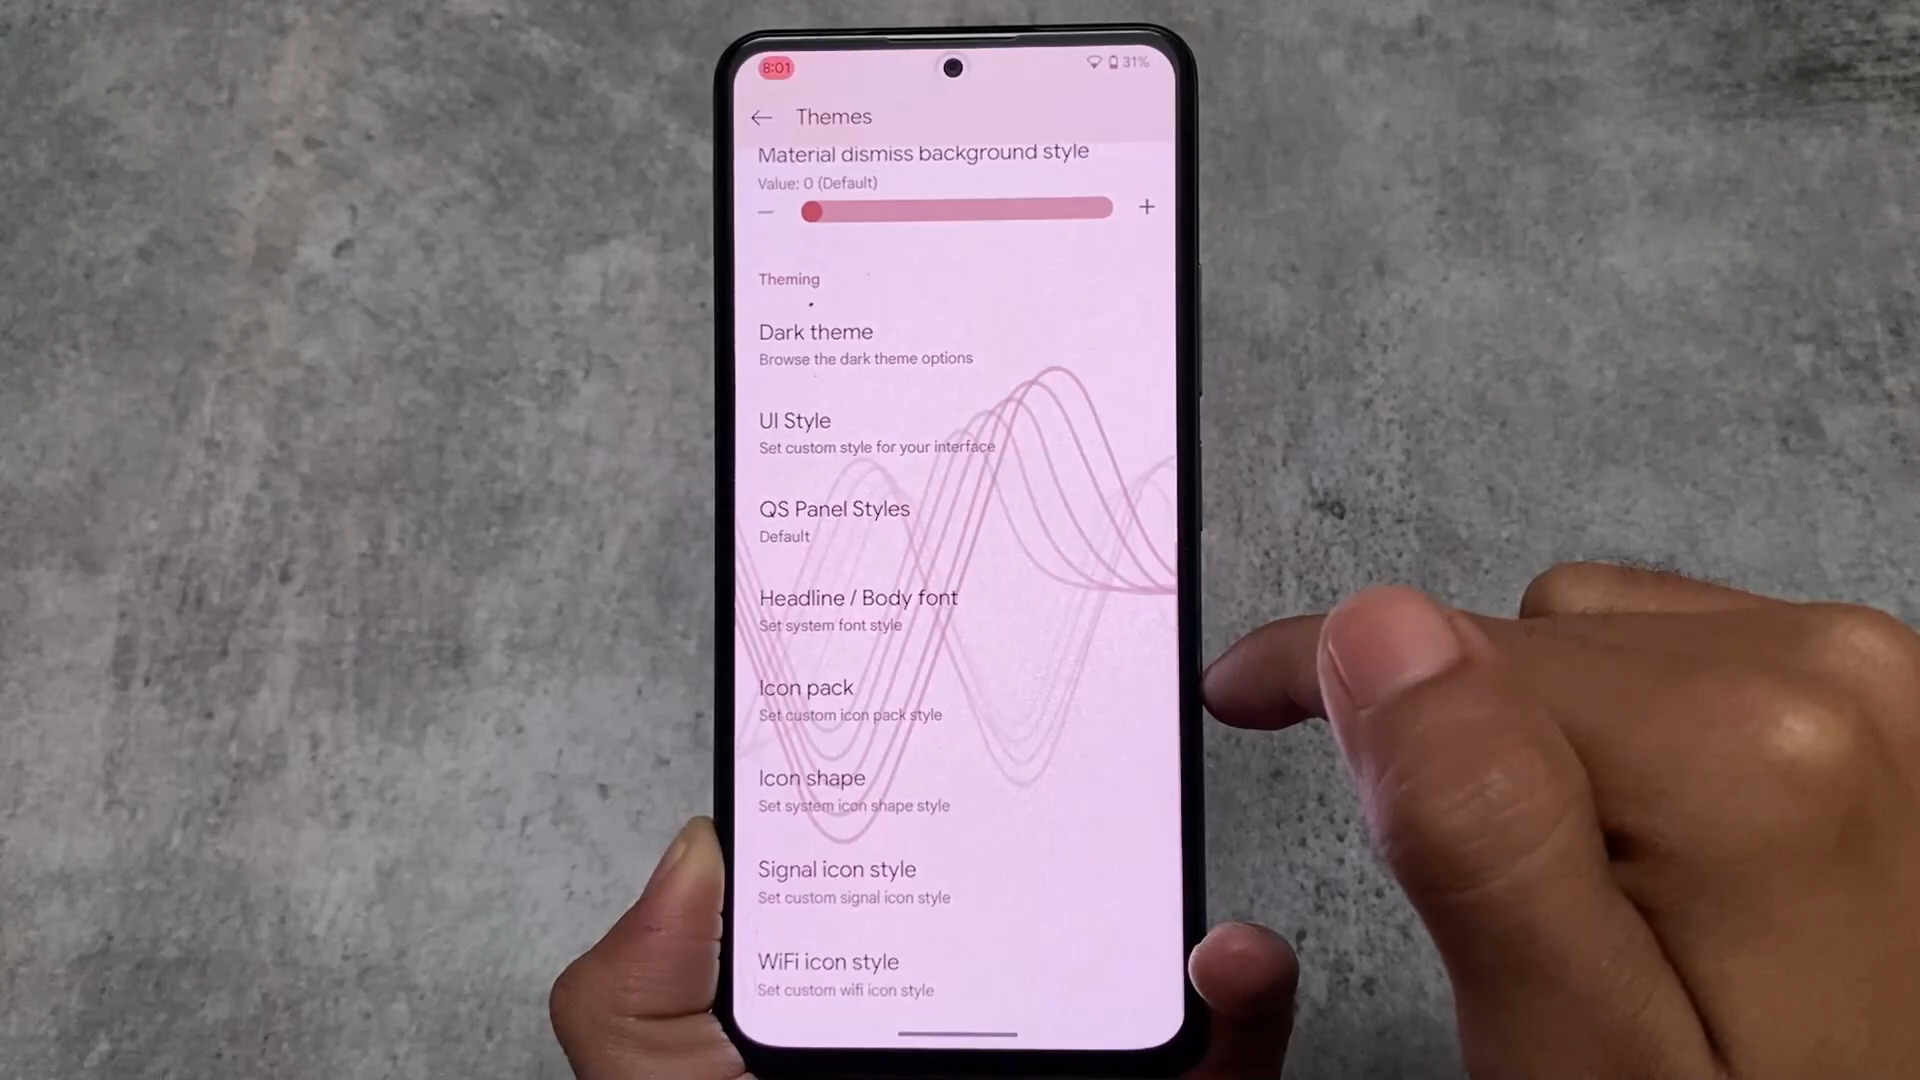 8:01
31%
Themes
Material dismiss background style
Value: 0 (Default)
Theming
Dark theme
Browse the dark theme options
UI Style
Set custom style for your interface
QS Panel Styles
Default
Headline / Body font
Set system font style
Icon pack
Set custom icon pack style
Icon shape
Set system icon shape style
Signal icon style
Set custom signal icon style
WiFi icon style
Set custom wifi icon style